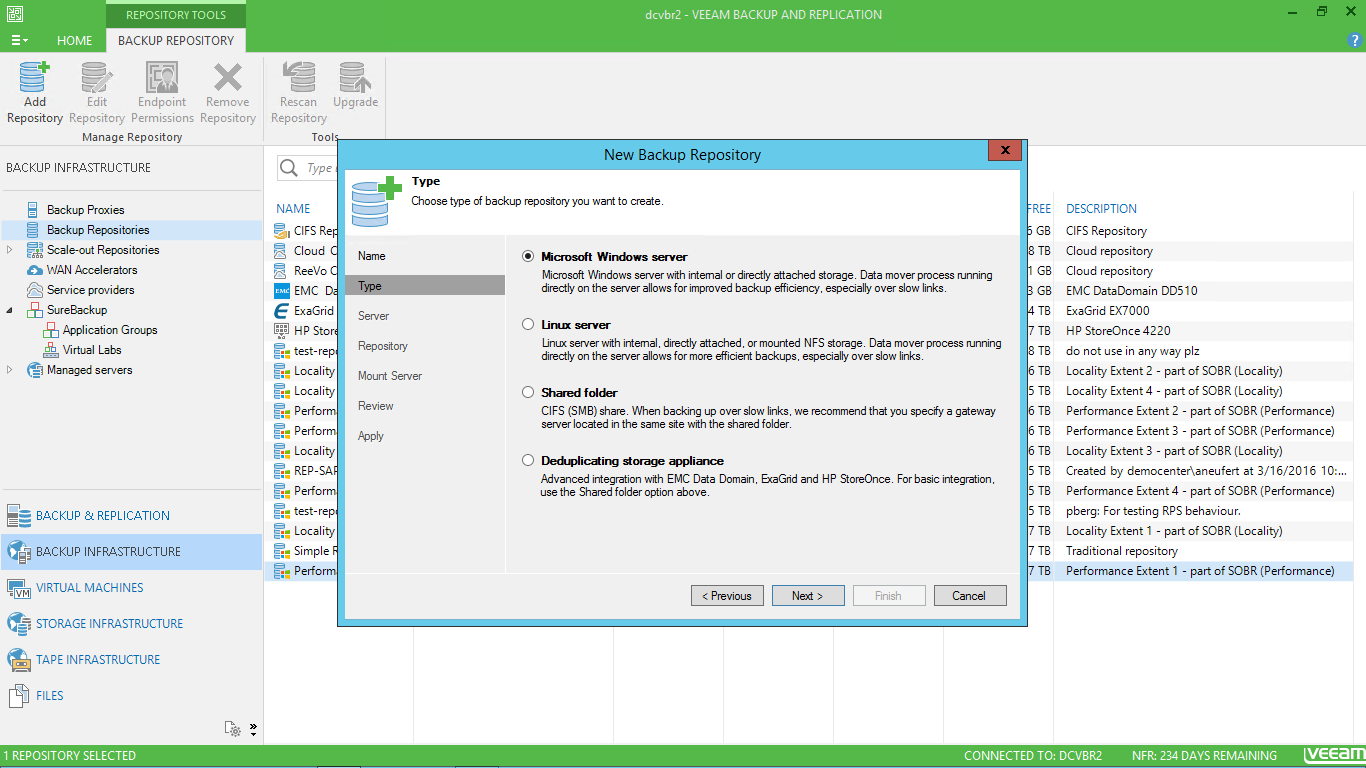 REPOSITORY TOOLS
dcvbr2 - VEEAM BACKUP AND REPLICATION
HOME
BACKUP REPOSITORY
?
Add
Repository
Edit
Repository
Endpoint
Permissions
Remove
Repository
Rescan
Repository
Upgrade
Manage Repository
Tools
BACKUP INFRASTRUCTURE
Backup Proxies
Backup Repositories
Scale-out Repositories
WAN Accelerators
Service providers
SureBackup
Application Groups
Virtual Labs
Managed servers
BACKUP & REPLICATION
BACKUP INFRASTRUCTURE
VM
VIRTUAL MACHINES
STORAGE INFRASTRUCTURE
TAPE INFRASTRUCTURE
FILES
Type
NAME
CIFS Rep
Cloud
ReeVo C
EMC
EMC Da
ExaGrid
HP Store
test-repo
Locality
Locality
Perform
Perform
Locality
REP-SAP
Perform
test-repo
Locality
Simple R
Performa
New Backup Repository
X
Type
Choose type of backup repository you want to create.
Name
Type
Server
Repository
Mount Server
Review
Apply
Microsoft Windows server
Microsoft Windows server with internal or directly attached storage. Data mover process running
directly on the server allows for improved backup efficiency, especially over slow links.
Linux server
Linux server with internal, directly attached, or mounted NFS storage. Data mover process running
directly on the server allows for more efficient backups, especially over slow links.
Shared folder
CIFS (SMB) share. When backing up over slow links, we recommend that you specify a gateway
server located in the same site with the shared folder.
Deduplicating storage appliance
Advanced integration with EMC Data Domain, ExaGrid and HP StoreOnce. For basic integration,
use the Shared folder option above.
< Previous
Next >
Finish
Cancel
FREE DESCRIPTION
6 GB CIFS Repository
8 TB Cloud repository
1 GB Cloud repository
3 GB EMC DataDomain DD510
4 TB ExaGrid EX7000
7 TB HP StoreOnce 4220
8 TB do not use in any way plz
6 TB Locality Extent 2 - part of SOBR (Locality)
5 TB Locality Extent 4 - part of SOBR (Locality)
6 TB Performance Extent 2 - part of SOBR (Performance)
6 TB Performance Extent 3 - part of SOBR (Performance)
6 TB Locality Extent 3 - part of SOBR (Locality)
5 TB Created by democenter\aneufert at 3/16/2016 10:...
5 TB Performance Extent 4 - part of SOBR (Performance)
5 TB pberg: For testing RPS behaviour.
7 TB Locality Extent 1 - part of SOBR (Locality)
7 TB Traditional repository
7 TB Performance Extent 1 - part of SOBR (Performance)
1 REPOSITORY SELECTED
CONNECTED TO: DCVBR2
NFR: 234 DAYS REMAINING
veeam